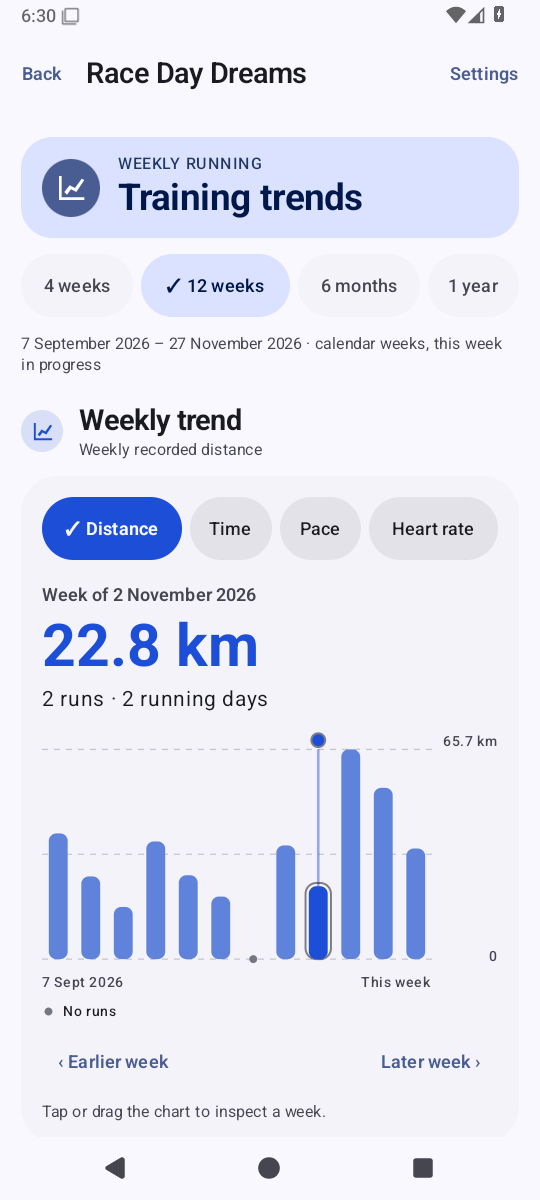 6:30
Back
Race Day Dreams
Settings
WEEKLY RUNNING
Training trends
4 weeks
✓ 12 weeks
6 months
1 year
7 September 2026 – 27 November 2026 · calendar weeks, this week
in progress
Weekly trend
Weekly recorded distance
✓ Distance
Time
Pace
Heart rate
Week of 2 November 2026
22.8 km
2 runs · 2 running days
65.7 km
0
7 Sept 2026
This week
No runs
‹ Earlier week
Later week ›
Tap or drag the chart to inspect a week.